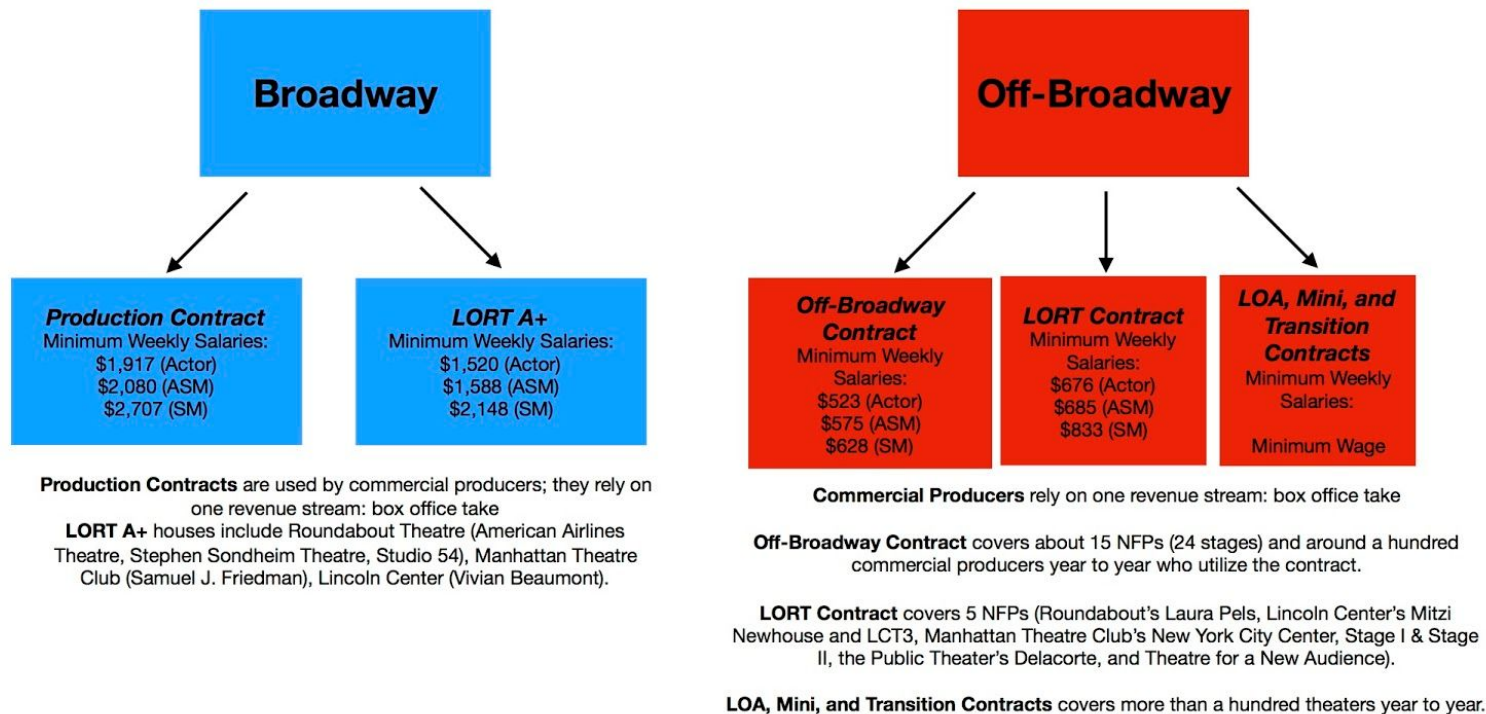 Broadway
Production Contract
Minimum Weekly Salaries:
$1,917 (Actor)
$2,080 (ASM)
$2,707 (SM)
LORT A+
Minimum Weekly Salaries:
$1,520 (Actor)
$1,588 (ASM)
$2,148 (SM)
Production Contracts are used by commercial producers; they rely on
one revenue stream: box office take
LORT A+ houses include Roundabout Theatre (American Airlines
Theatre, Stephen Sondheim Theatre, Studio 54), Manhattan Theatre
Club (Samuel J. Friedman), Lincoln Center (Vivian Beaumont).
Off-Broadway
Off-Broadway
Contract
Minimum Weekly
Salaries:
$523 (Actor)
$575 (ASM)
$628 (SM)
LORT Contract
Minimum Weekly
Salaries:
$676 (Actor)
$685 (ASM)
$833 (SM)
LOA, Mini, and
Transition
Contracts
Minimum Weekly
Salaries:
Minimum Wage
Commercial Producers rely on one revenue stream: box office take
Off-Broadway Contract covers about 15 NFPs (24 stages) and around a hundred
commercial producers year to year who utilize the contract.
LORT Contract covers 5 NFPs (Roundabout's Laura Pels, Lincoln Center's Mitzi
Newhouse and LCT3, Manhattan Theatre Club's New York City Center, Stage I & Stage
II, the Public Theater's Delacorte, and Theatre for a New Audience).
LOA, Mini, and Transition Contracts covers more than a hundred theaters year to year.